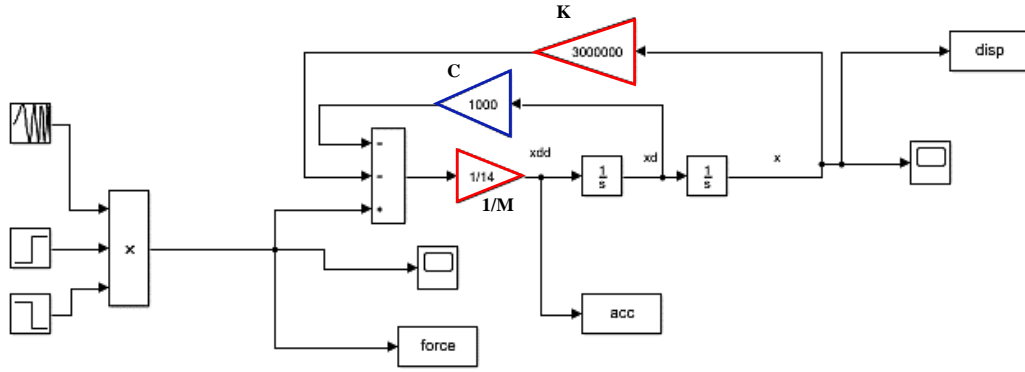 K
3000000
disp
C
1000
-
-
+
1/14
1/M
xdd
1
s
xd
1
s
x
×
acc
force